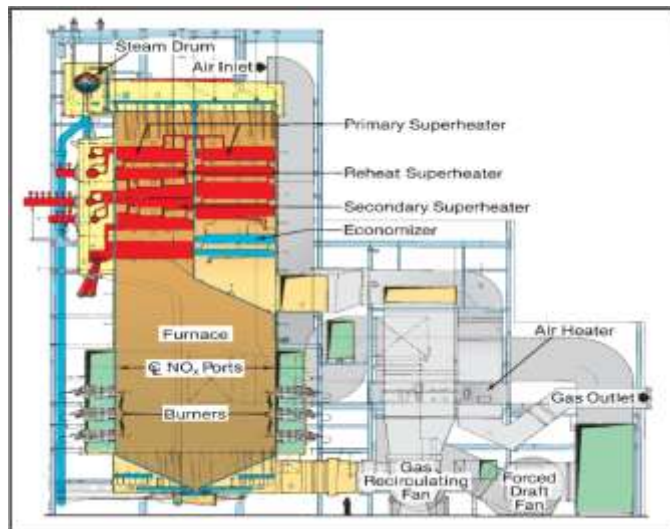 Steam Drum
Air Inlet
Primary Superheater
Reheat Superheater
Secondary Superheater
Economizer
Furnace
Air Heater
℄ NOx Ports
Gas Outlet
Burners
Gas
Recirculating
Fan
Forced
Draft
Fan